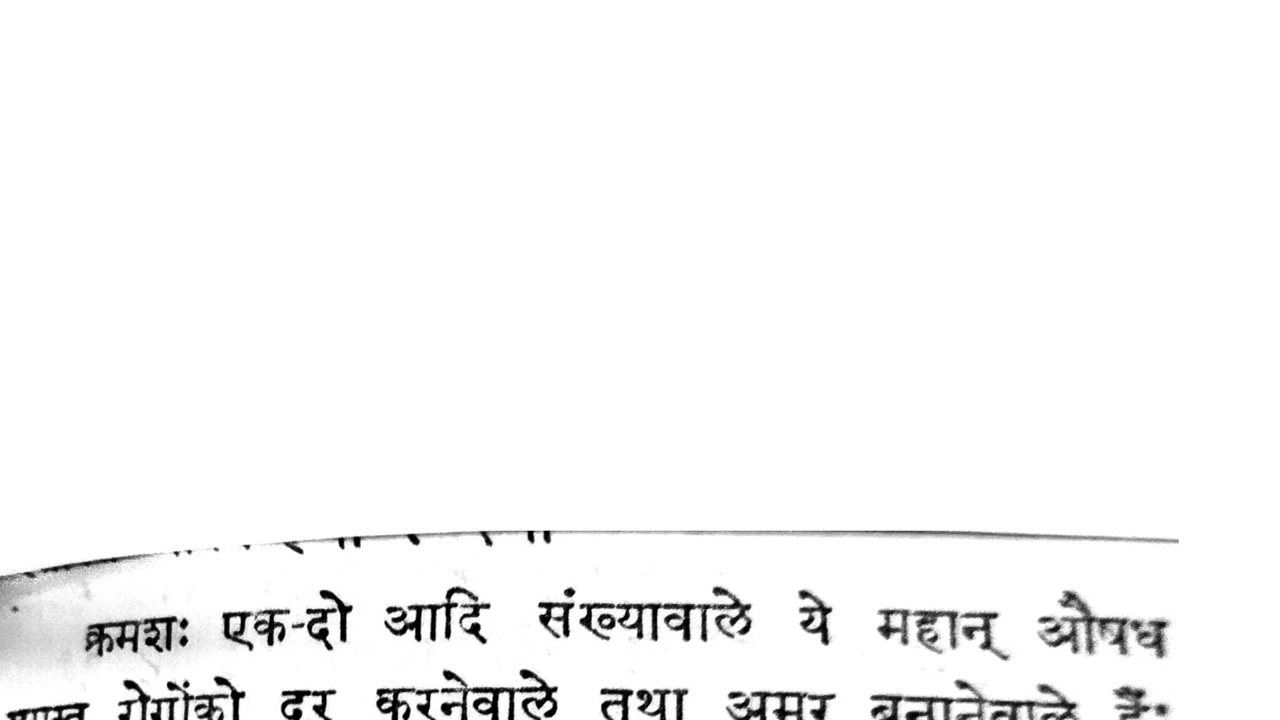 क्रमशः एक-दो आदि संख्यावाले ये महान् औषध
रोगोंको दूर करनेवाले तथा अमर बनानेवाले हैं;